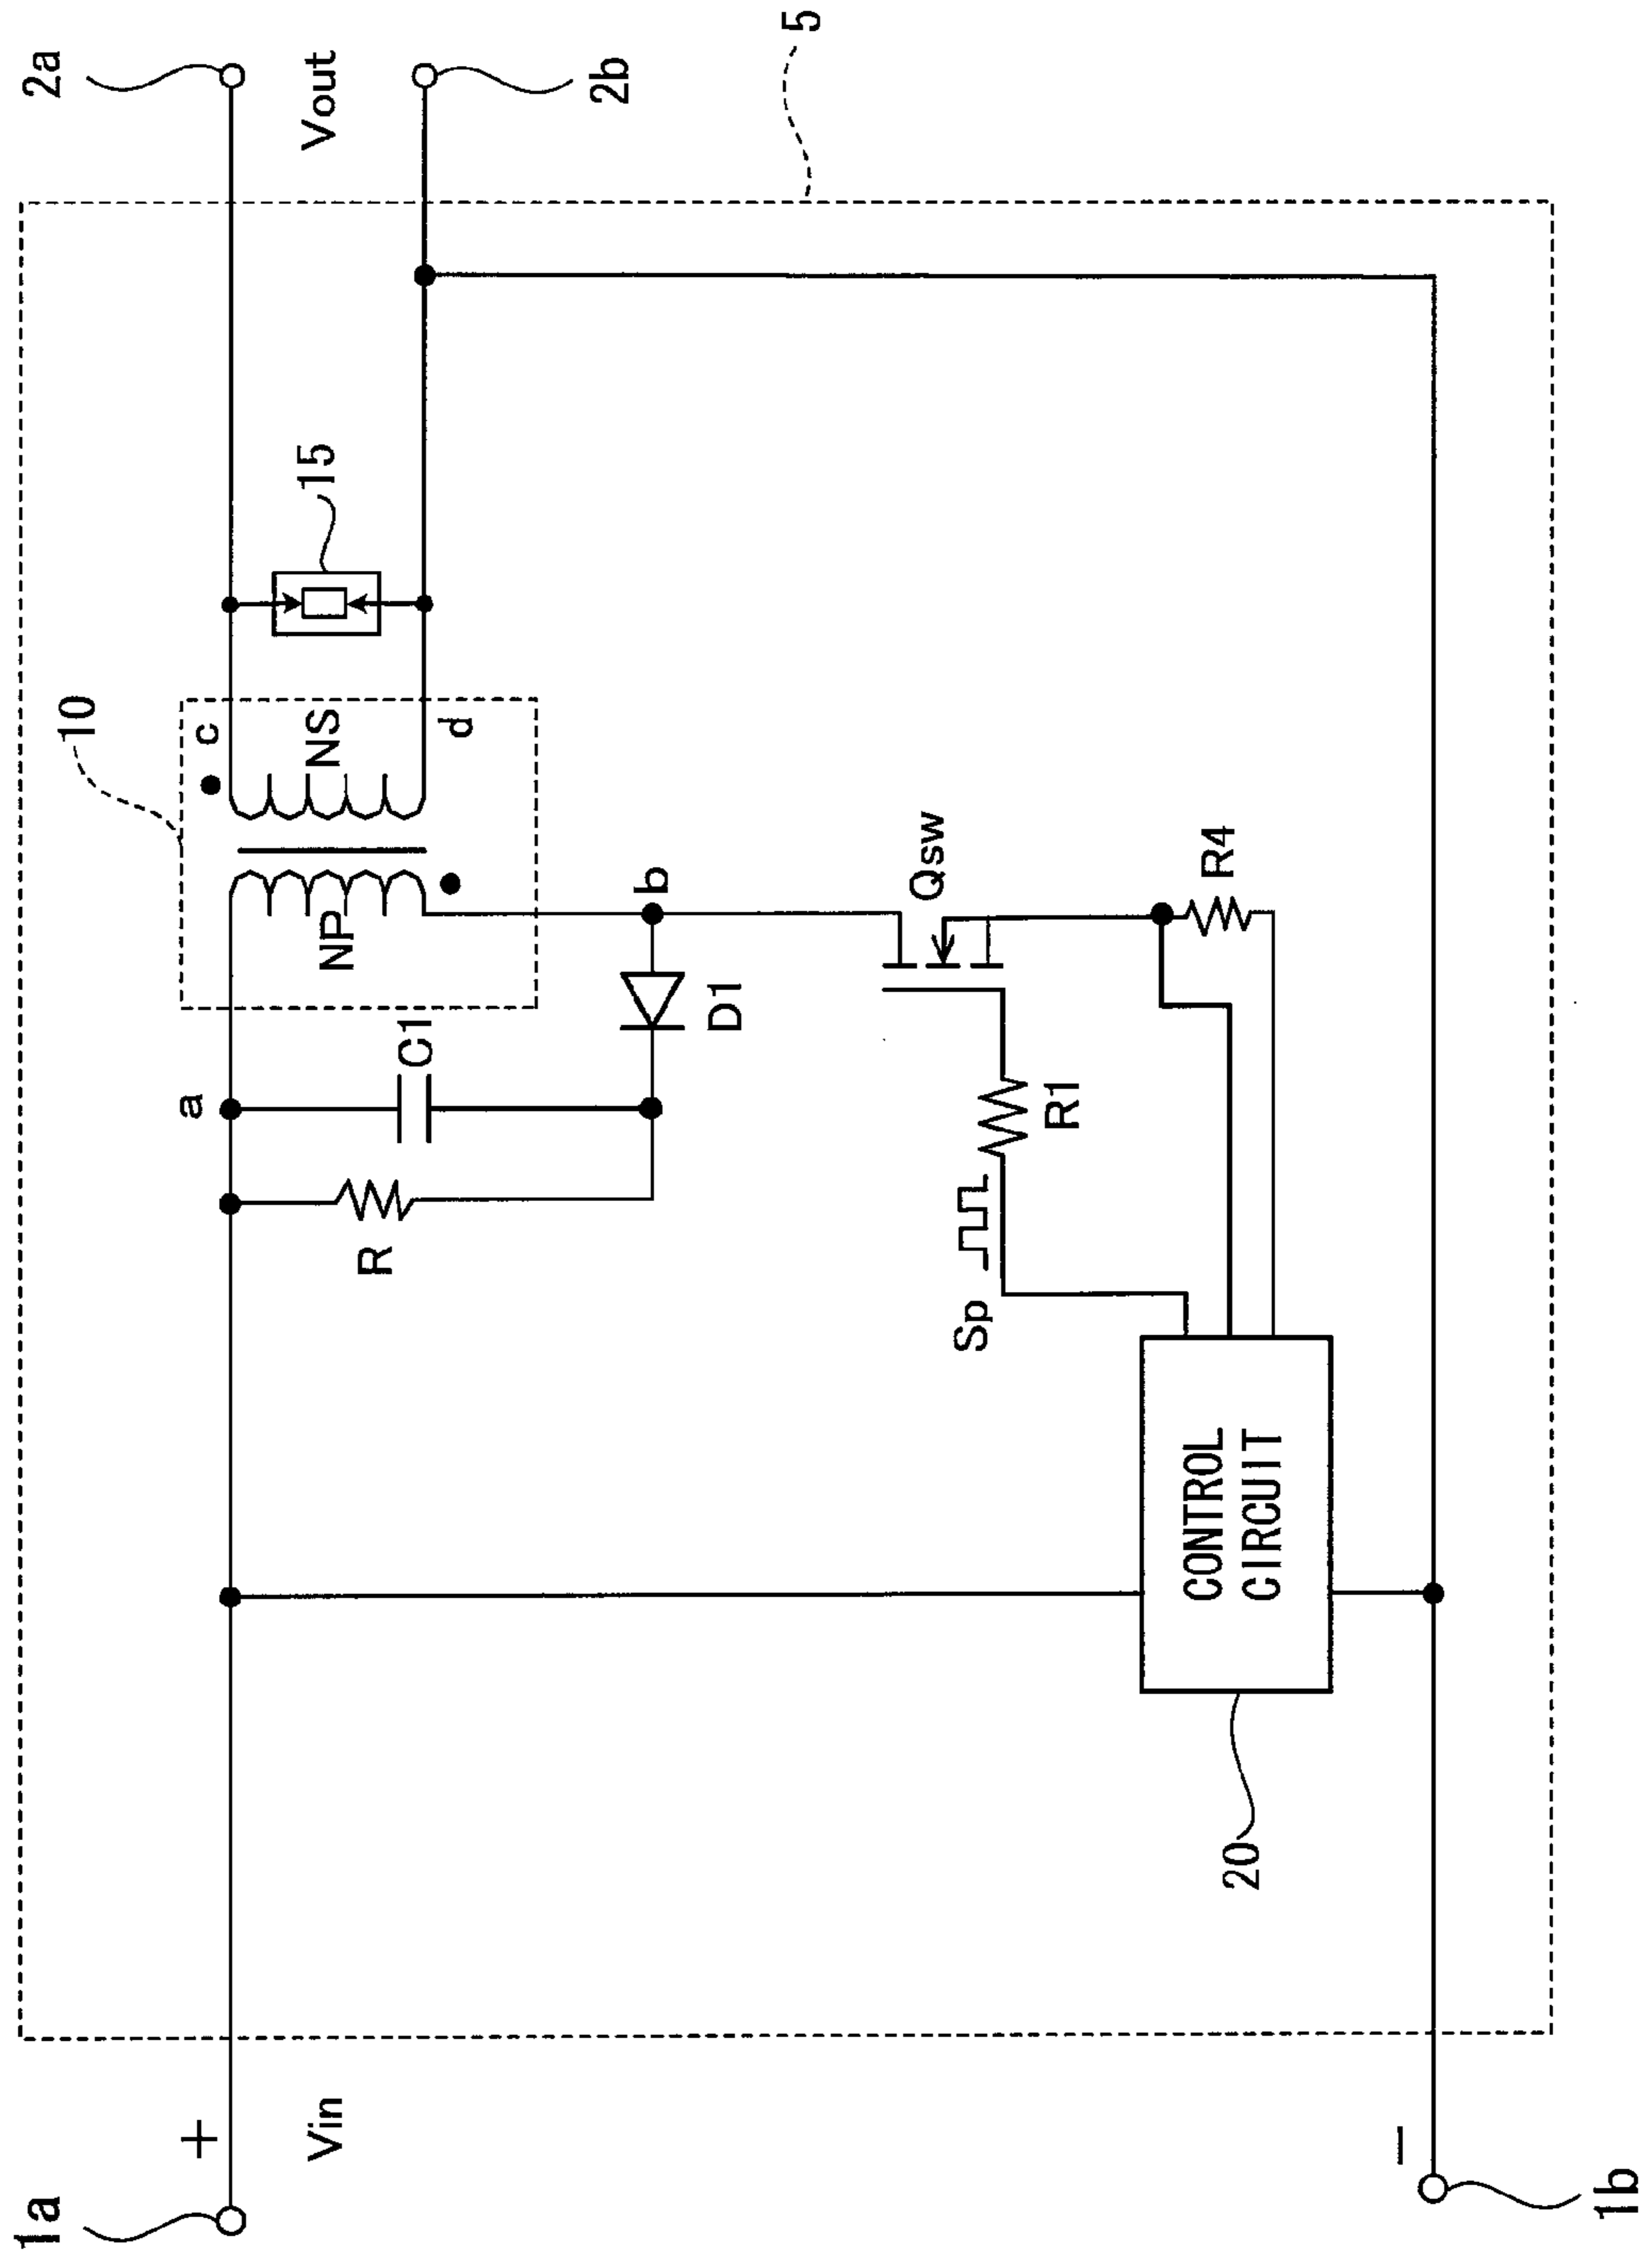 1a
+
Vin
1b
−
5
10
a
R
C1
D1
b
NP
NS
c
d
15
2a
Vout
2b
Qsw
R1
Sp
R4
CONTROL
CIRCUIT
20